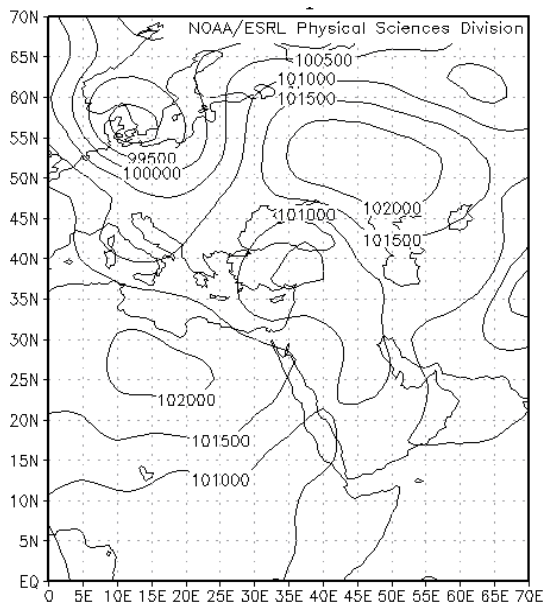 NOAA/ESRL Physical Sciences Division
70N
65N
60N
55N
50N
45N
40N
35N
30N
25N
20N
15N
10N
5N
EQ
100500
101000
101500
99500
100000
101000
102000
101500
102000
101500
101000
0 5E 10E 15E 20E 25E 30E 35E 40E 45E 50E 55E 60E 65E 70E